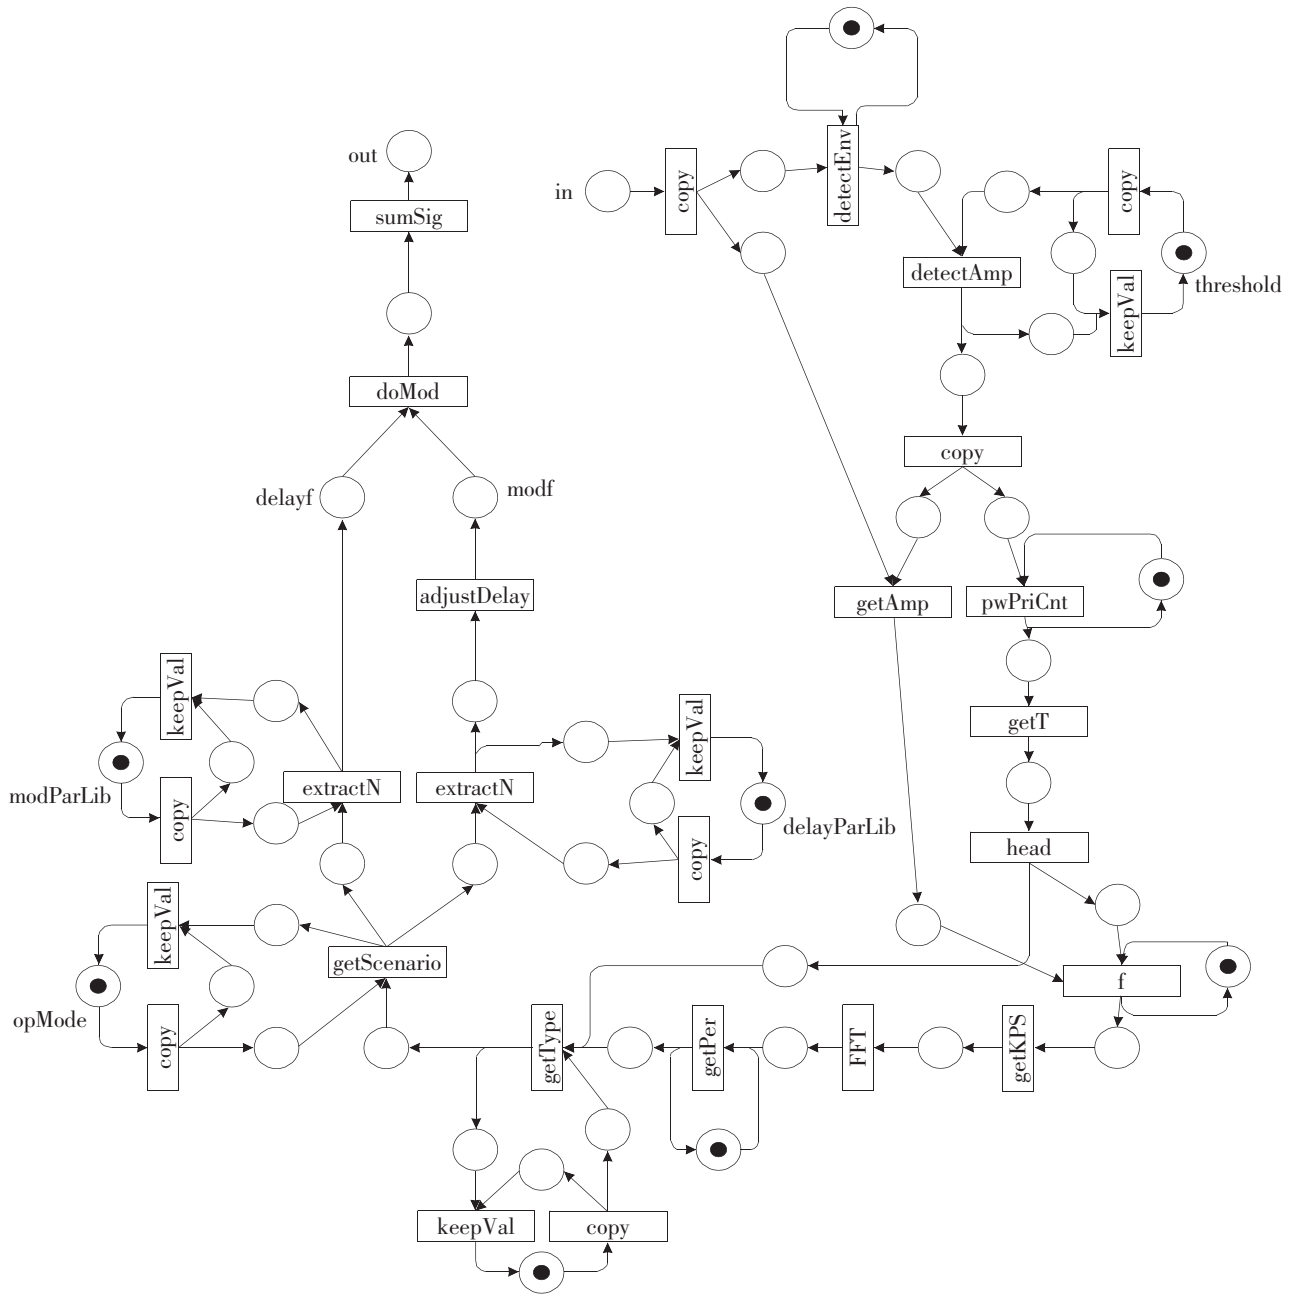 out
sumSig
in
copy
detectEnv
copy
detectAmp
threshold
keepVal
doMod
copy
delayf
modf
adjustDelay
getAmp
pwPriCnt
keepVal
keepVal
getT
extractN
extractN
modParLib
copy
delayParLib
copy
head
keepVal
getScenario
f
opMode
copy
getType
getPer
FFT
getKPS
keepVal
copy